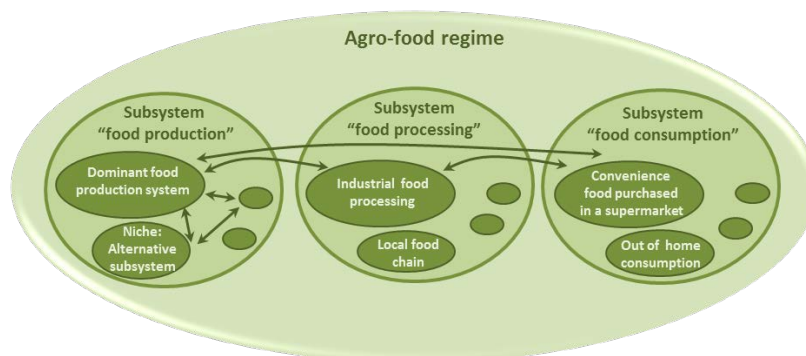 Agro-food regime
Subsystem
“food production”
Dominant food
production system
Niche:
Alternative
subsystem
Subsystem
“food processing”
Industrial food
processing
Local food
chain
Subsystem
“food consumption”
Convenience
food purchased
in a supermarket
Out of home
consumption